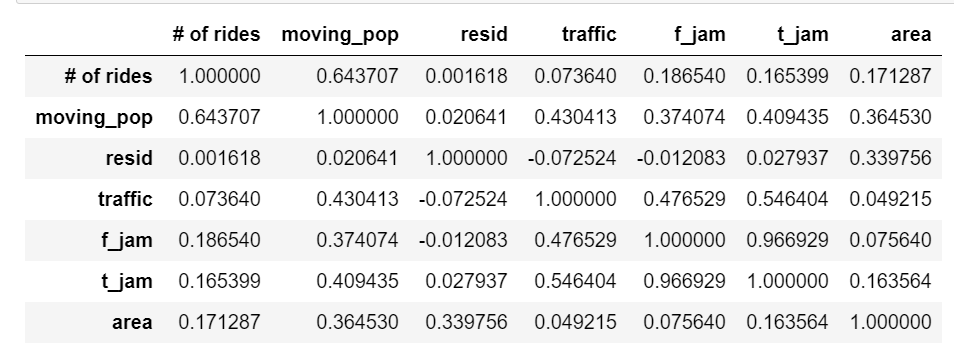 # of rides moving_pop resid traffic f_jam t_jam area
# of rides 1.000000 0.643707 0.001618 0.073640 0.186540 0.165399 0.171287
moving_pop 0.643707 1.000000 0.020641 0.430413 0.374074 0.409435 0.364530
resid 0.001618 0.020641 1.000000 -0.072524 -0.012083 0.027937 0.339756
traffic 0.073640 0.430413 -0.072524 1.000000 0.476529 0.546404 0.049215
f_jam 0.186540 0.374074 -0.012083 0.476529 1.000000 0.966929 0.075640
t_jam 0.165399 0.409435 0.027937 0.546404 0.966929 1.000000 0.163564
area 0.171287 0.364530 0.339756 0.049215 0.075640 0.163564 1.000000